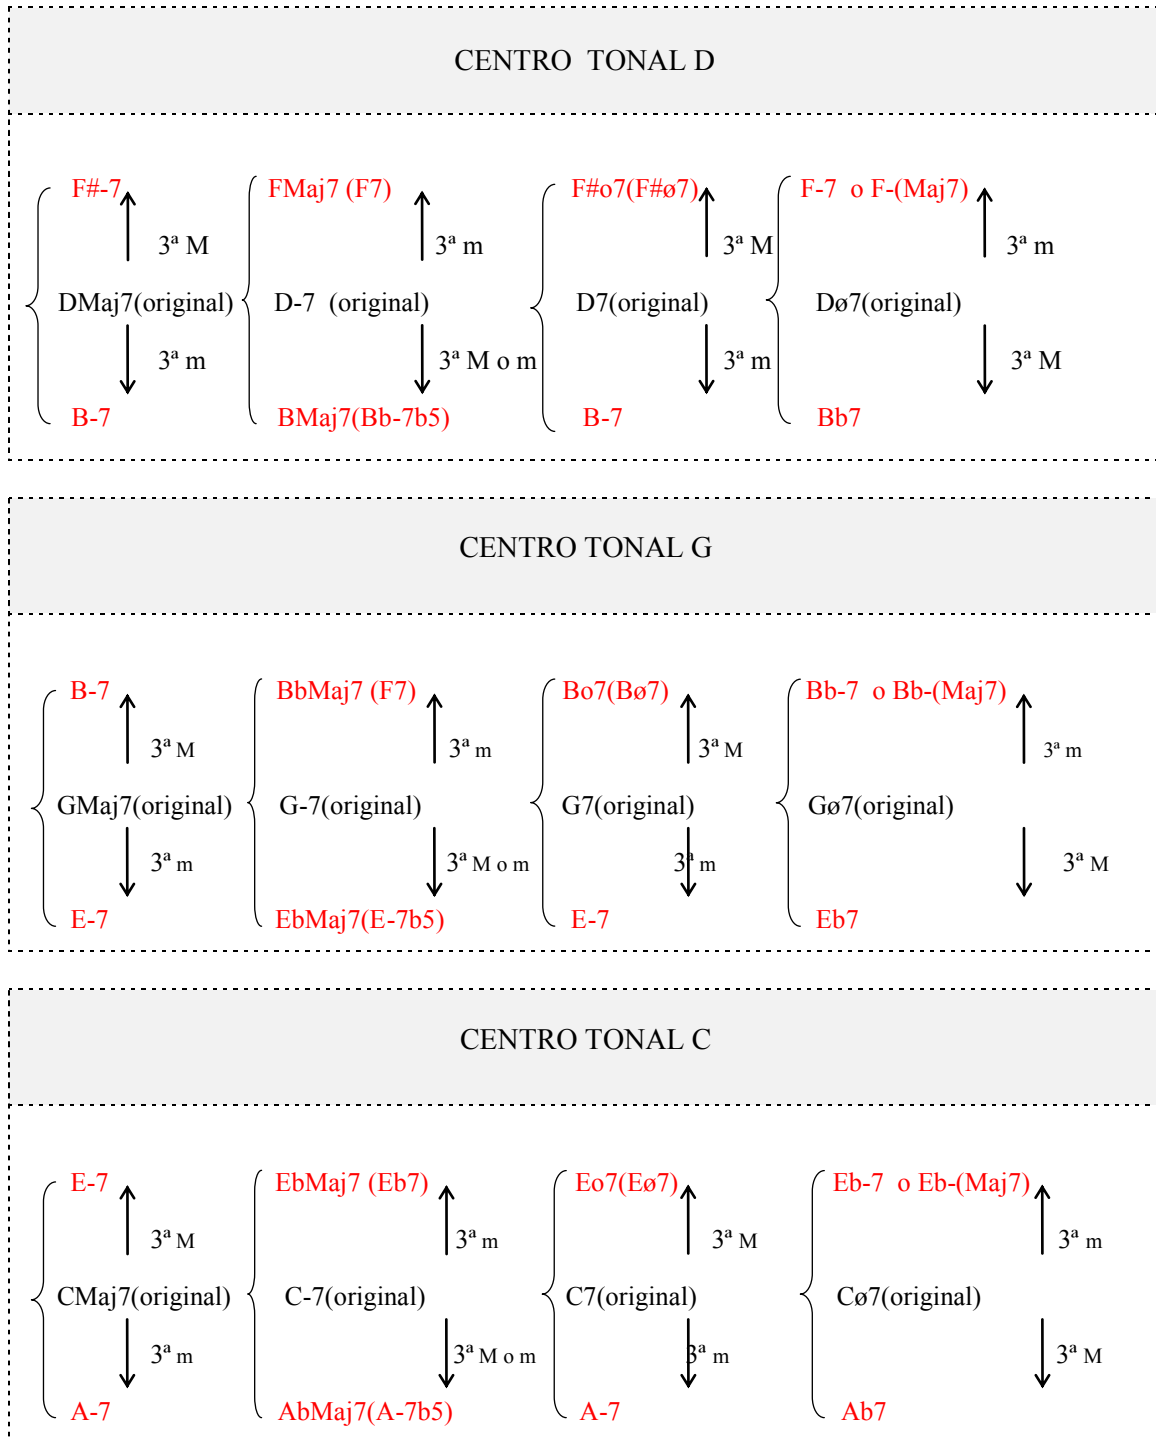 CENTRO TONAL D
F#-7 FMaj7 (F7) F#o7(F#ø7) F-7 o F-(Maj7)
3ª M 3ª m 3ª M 3ª m
DMaj7(original) D-7 (original) D7(original) Dø7(original)
3ª m 3ª M o m 3ª m 3ª M
B-7 BMaj7(Bb-7b5) B-7 Bb7
CENTRO TONAL G
B-7 BbMaj7 (F7) Bo7(Bø7) Bb-7 o Bb-(Maj7)
3ª M 3ª m 3ª M 3ª m
GMaj7(original) G-7(original) G7(original) Gø7(original)
3ª m 3ª M o m 3ª m 3ª M
E-7 EbMaj7(E-7b5) E-7 Eb7
CENTRO TONAL C
E-7 EbMaj7 (Eb7) Eo7(Eø7) Eb-7 o Eb-(Maj7)
3ª M 3ª m 3ª M 3ª m
CMaj7(original) C-7(original) C7(original) Cø7(original)
3ª m 3ª M o m 3ª m 3ª M
A-7 AbMaj7(A-7b5) A-7 Ab7